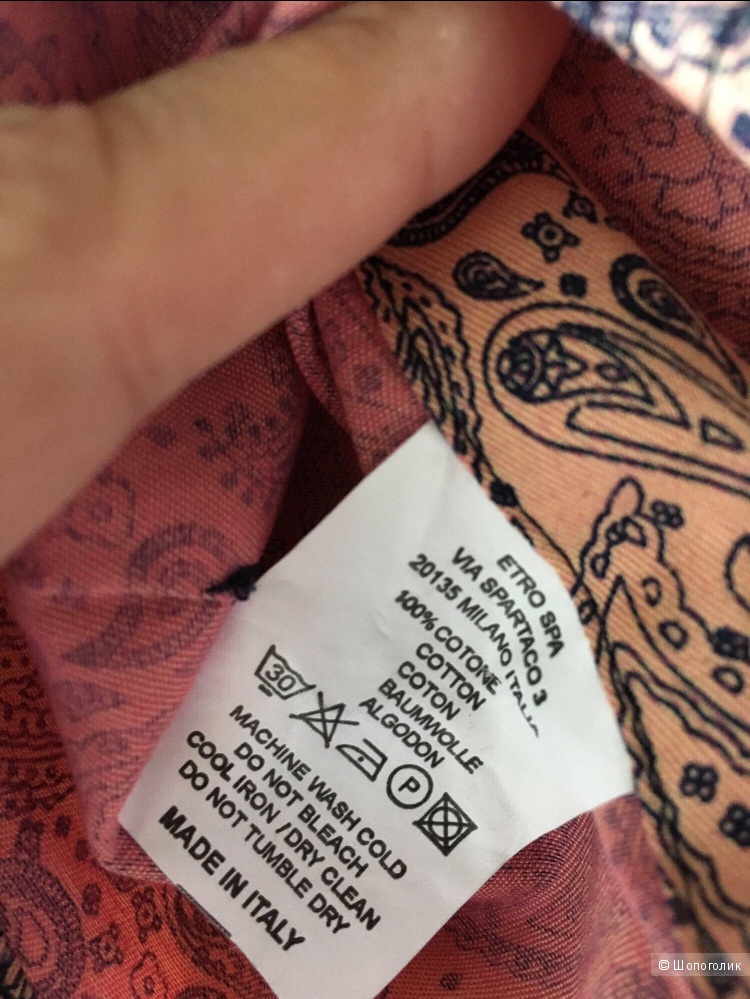 ETRO SPA
VIA SPARTACO 3
20135 MILANO ITALIA
100% COTONE
COTTON
COTON
BAUMWOLLE
ALGODON
30
P
MACHINE WASH COLD
DO NOT BLEACH
COOL IRON / DRY CLEAN
DO NOT TUMBLE DRY
MADE IN ITALY
© Шопоголик